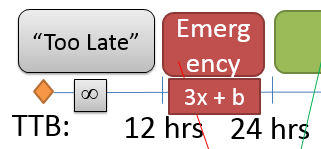 “Too Late”
Emerg
ency
∞
3x + b
TTB:
12 hrs
24 hrs